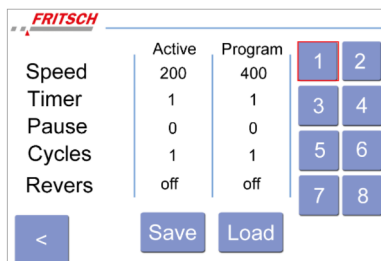 FRITSCH
Active Program
Speed 200 400
Timer 1 1
Pause 0 0
Cycles 1 1
Revers off off
1 2
3 4
5 6
7 8
< Save Load